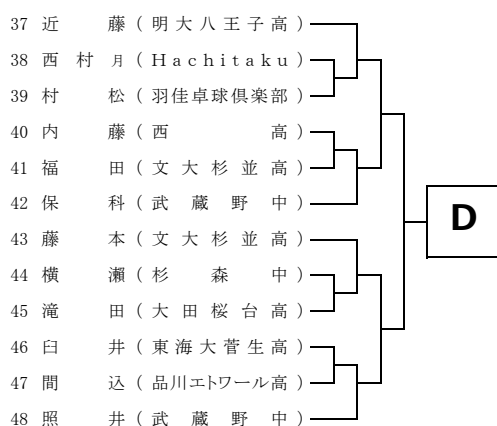 37 近藤(明大八王子高)
38 西村月(Hachitaku)
39 村松(羽佳卓球倶楽部)
40 内藤(西高)
41 福田(文大杉並高)
42 保科(武蔵野中)
43 藤本(文大杉並高)
44 横瀬(杉森中)
45 滝田(大田桜台高)
46 臼井(東海大菅生高)
47 間込(品川エトワール高)
48 照井(武蔵野中)
D